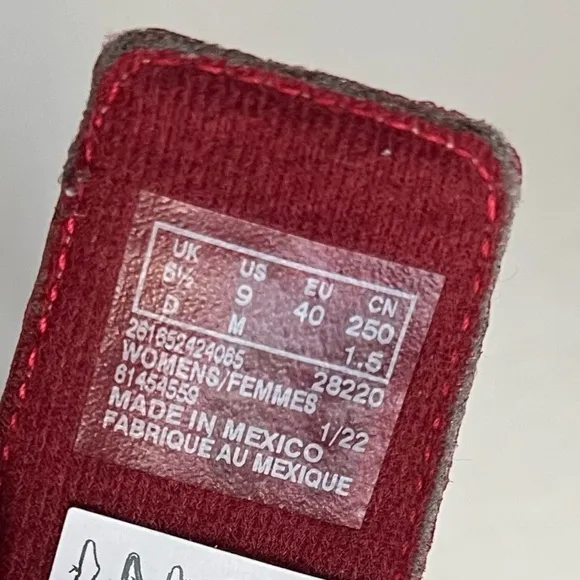 UK US EU CN
6½ 9 40 250
D M 1.5
261652424065 28220
WOMENS/FEMMES
61454559 1/22
MADE IN MEXICO
FABRIQUE AU MEXIQUE